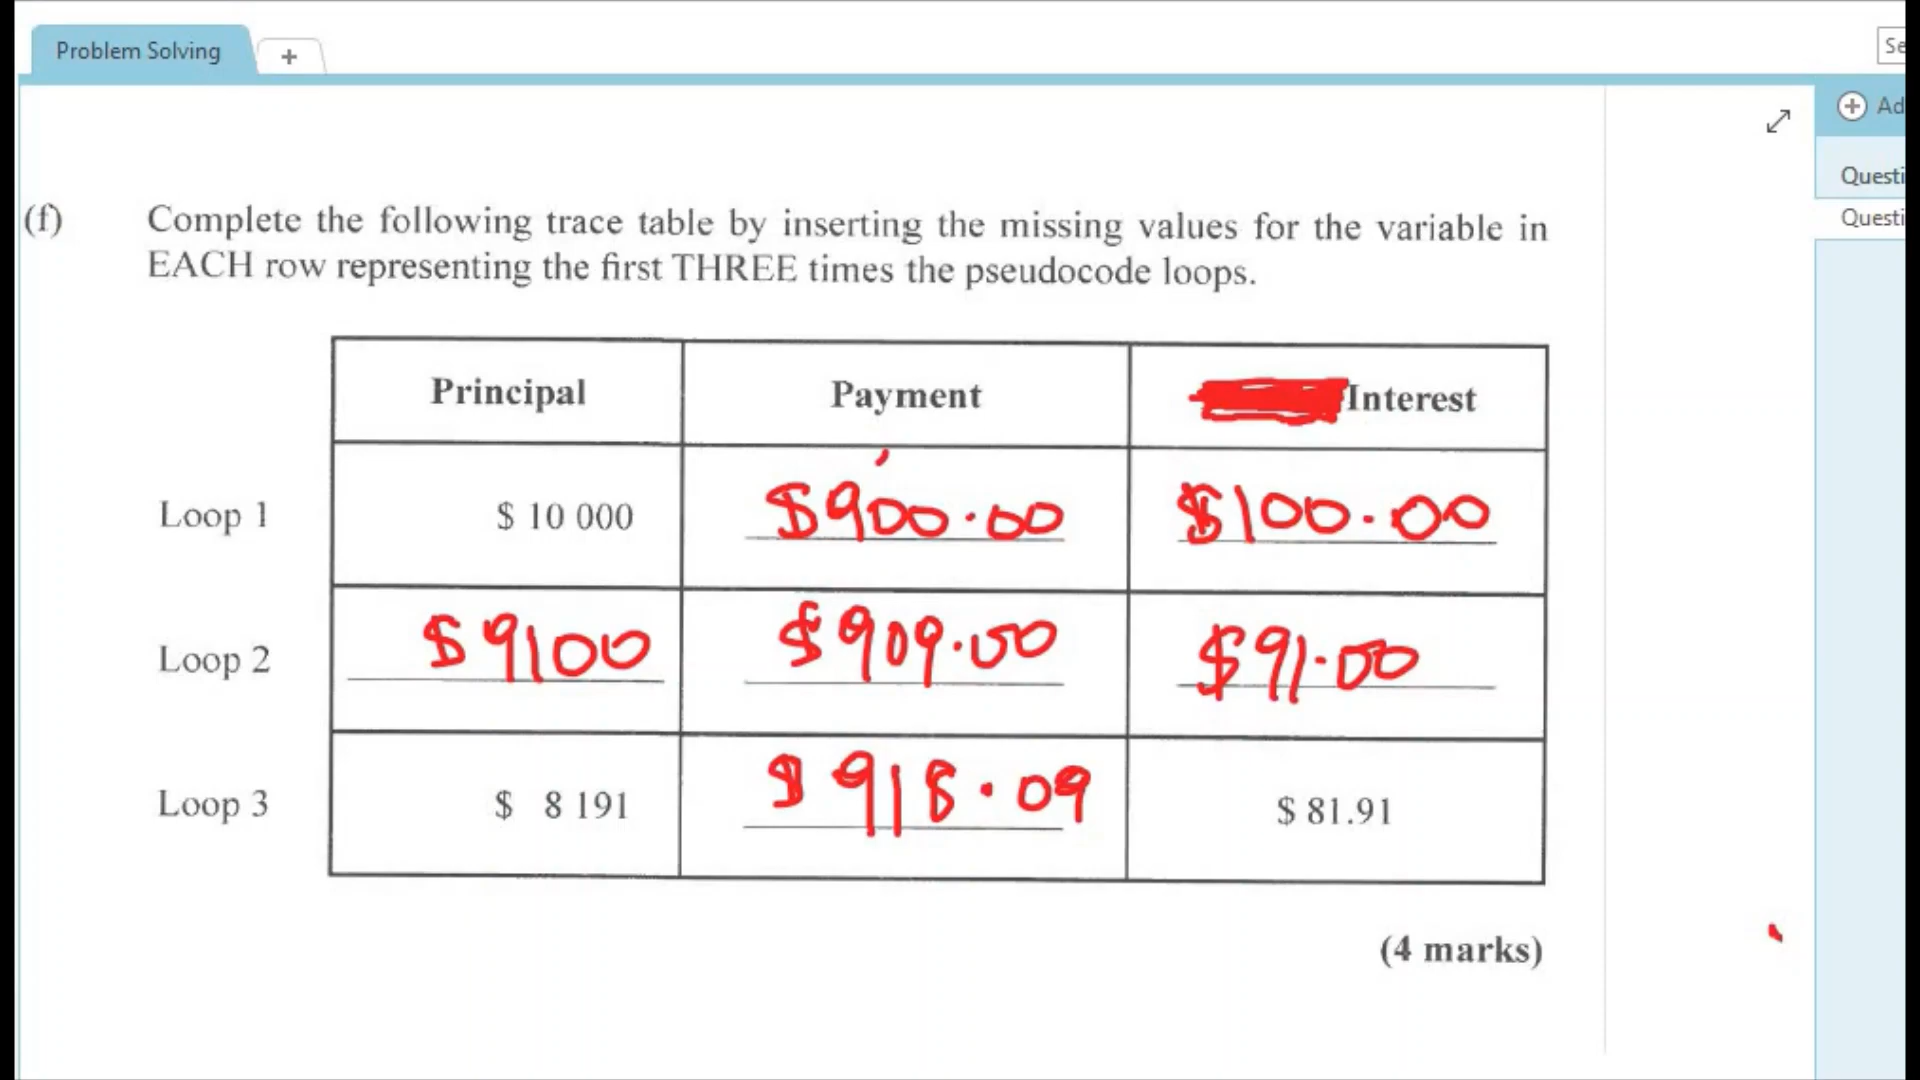 Problem Solving +
Se
Ad
Questi
Questi
(f) Complete the following trace table by inserting the missing values for the variable in
EACH row representing the first THREE times the pseudocode loops.
Principal Payment Interest
Loop 1 $ 10 000 $900.00 $100.00
Loop 2 $9100 $909.00 $91.00
Loop 3 $ 8 191 $918.09 $ 81.91
(4 marks)